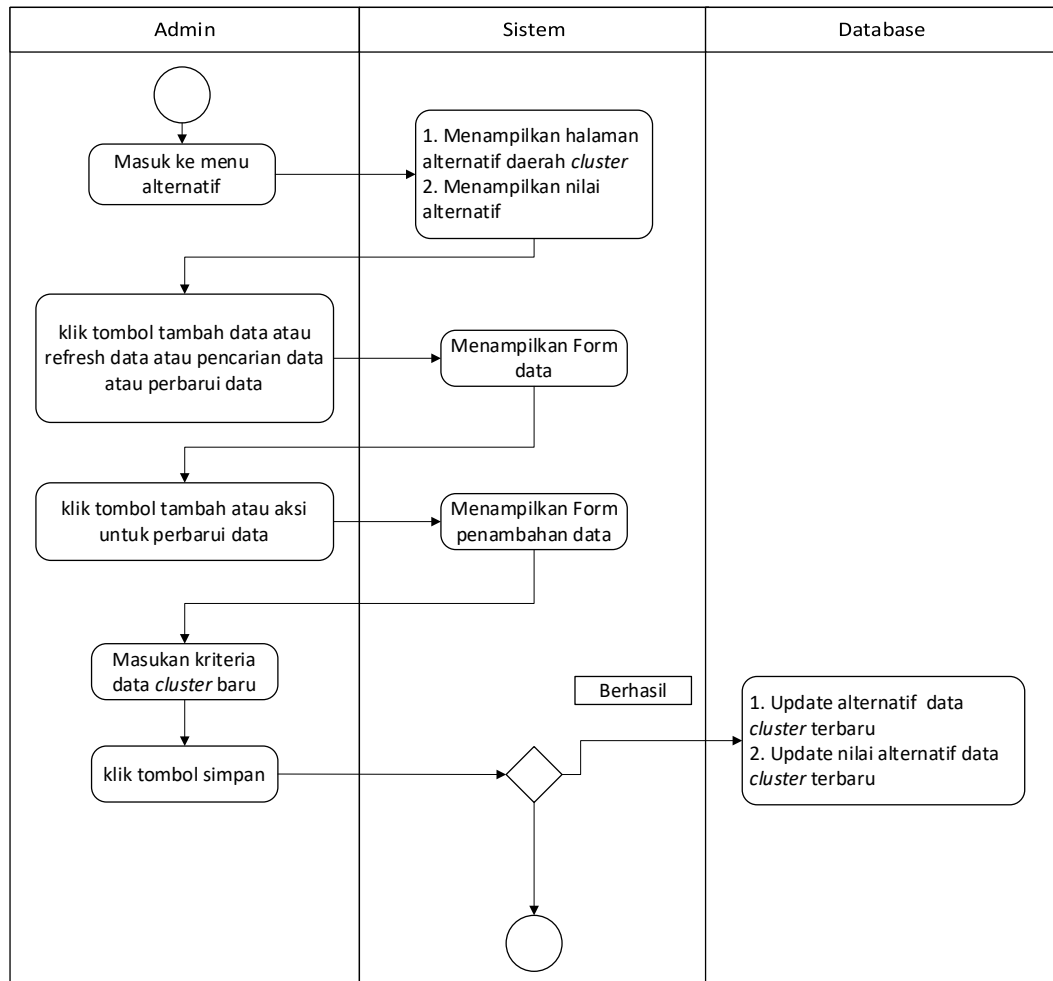 Admin
Sistem
Database
Masuk ke menu
alternatif
1. Menampilkan halaman
alternatif daerah cluster
2. Menampilkan nilai
alternatif
klik tombol tambah data atau
refresh data atau pencarian data
atau perbarui data
Menampilkan Form
data
klik tombol tambah atau aksi
untuk perbarui data
Menampilkan Form
penambahan data
Masukan kriteria
data cluster baru
klik tombol simpan
Berhasil
1. Update alternatif data
cluster terbaru
2. Update nilai alternatif data
cluster terbaru